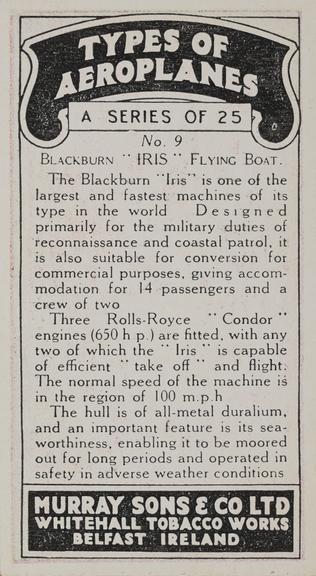 TYPES OF
AEROPLANES
A SERIES OF 25
No. 9
BLACKBURN "IRIS" FLYING BOAT.
The Blackburn "Iris" is one of the
largest and fastest machines of its
type in the world   Designed
primarily for the military duties of
reconnaissance and coastal patrol, it
is also suitable for conversion for
commercial purposes, giving accom-
modation for 14 passengers and a
crew of two
Three Rolls-Royce "Condor"
engines (650 h p.) are fitted, with any
two of which the "Iris" is capable
of efficient "take off" and flight.
The normal speed of the machine is
in the region of 100 m.p.h
The hull is of all-metal duralium,
and an important feature is its sea-
worthiness, enabling it to be moored
out for long periods and operated in
safety in adverse weather conditions
MURRAY SONS & CO LTD
WHITEHALL TOBACCO WORKS
BELFAST IRELAND